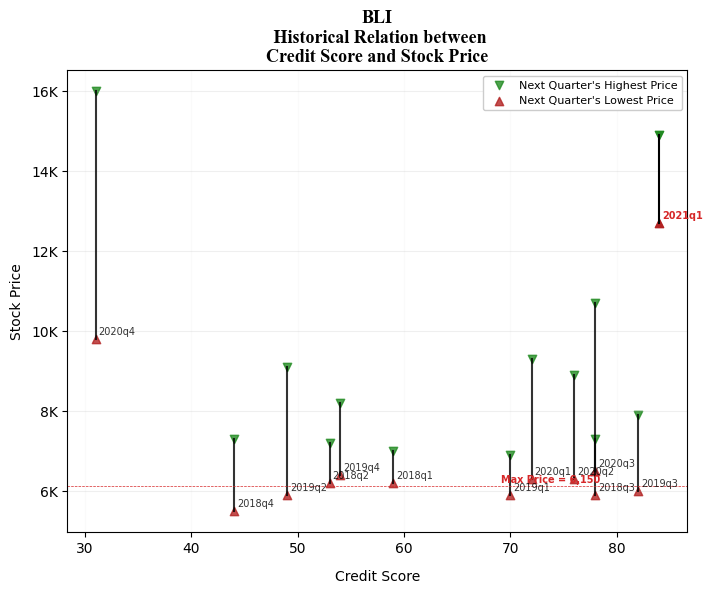 BLI
Historical Relation between
Credit Score and Stock Price
Next Quarter's Highest Price
Next Quarter's Lowest Price
16K
14K
12K
10K
8K
6K
Stock Price
2021q1
2020q4
2020q3
2019q4
2020q1
2020q2
2018q2
2018q1
Max Price = 6,150
2019q3
2019q2
2019q1
2018q3
2018q4
30
40
50
60
70
80
Credit Score